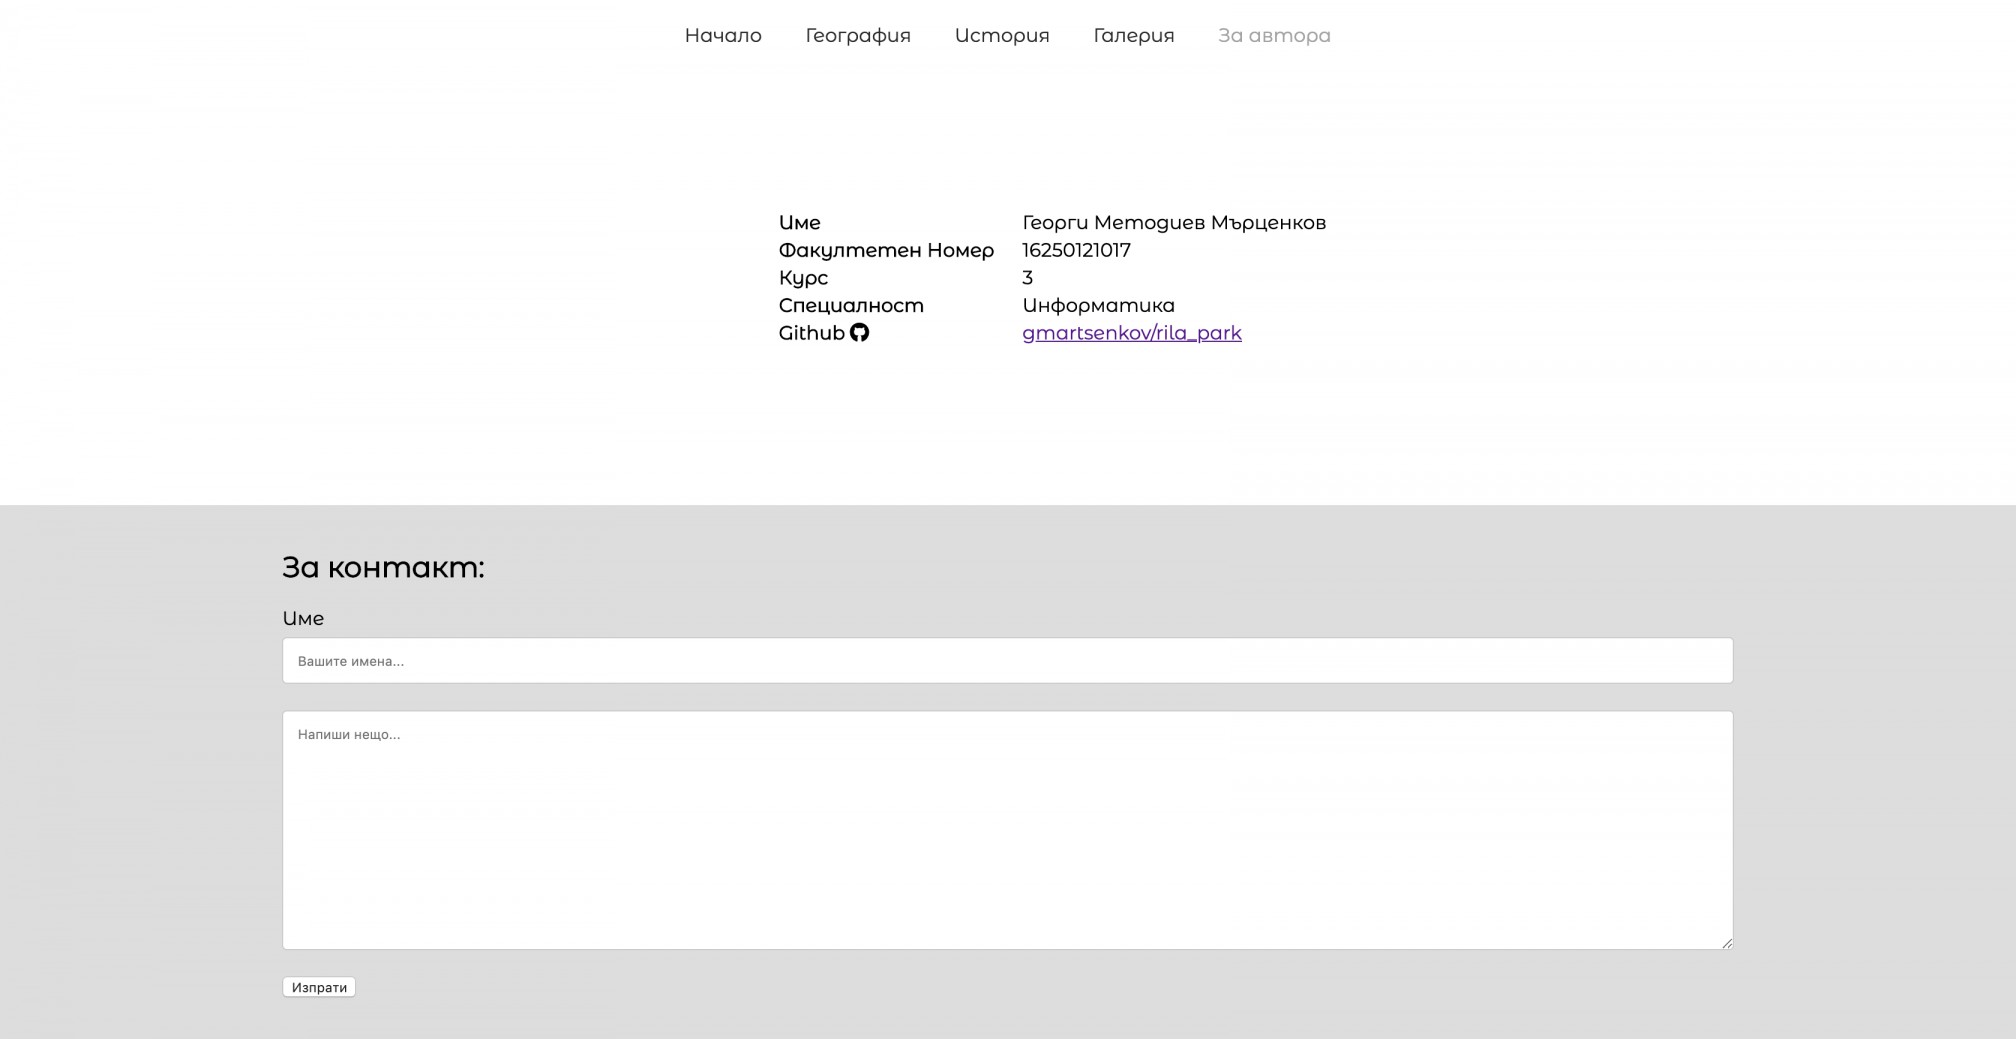 Начало География История Галерия За автора
Име Георги Методиев Мърценков
Факултетен Номер 16250121017
Курс 3
Специалност Информатика
Github gmartsenkov/rila_park
За контакт:
Име
Вашите имена...
Напиши нещо...
Изпрати